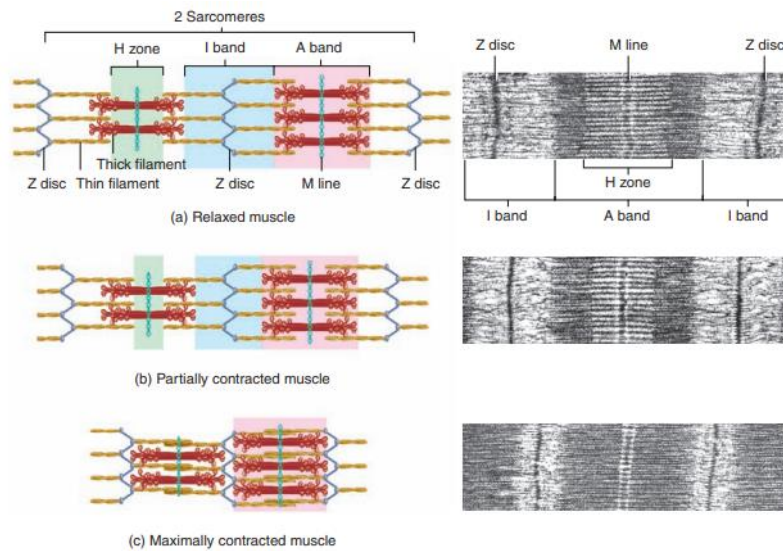 2 Sarcomeres
H zone
I band
A band
Thick filament
Z disc
Thin filament
Z disc
M line
Z disc
(a) Relaxed muscle
Z disc
M line
Z disc
H zone
I band
A band
I band
(b) Partially contracted muscle
(c) Maximally contracted muscle